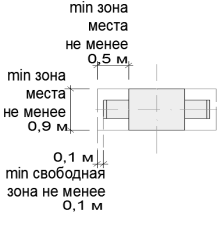 min зона
места
не менее
0,5 м
min зона
места
не менее
0,9 м
0,1 м
min свободная
зона не менее
0,1 м